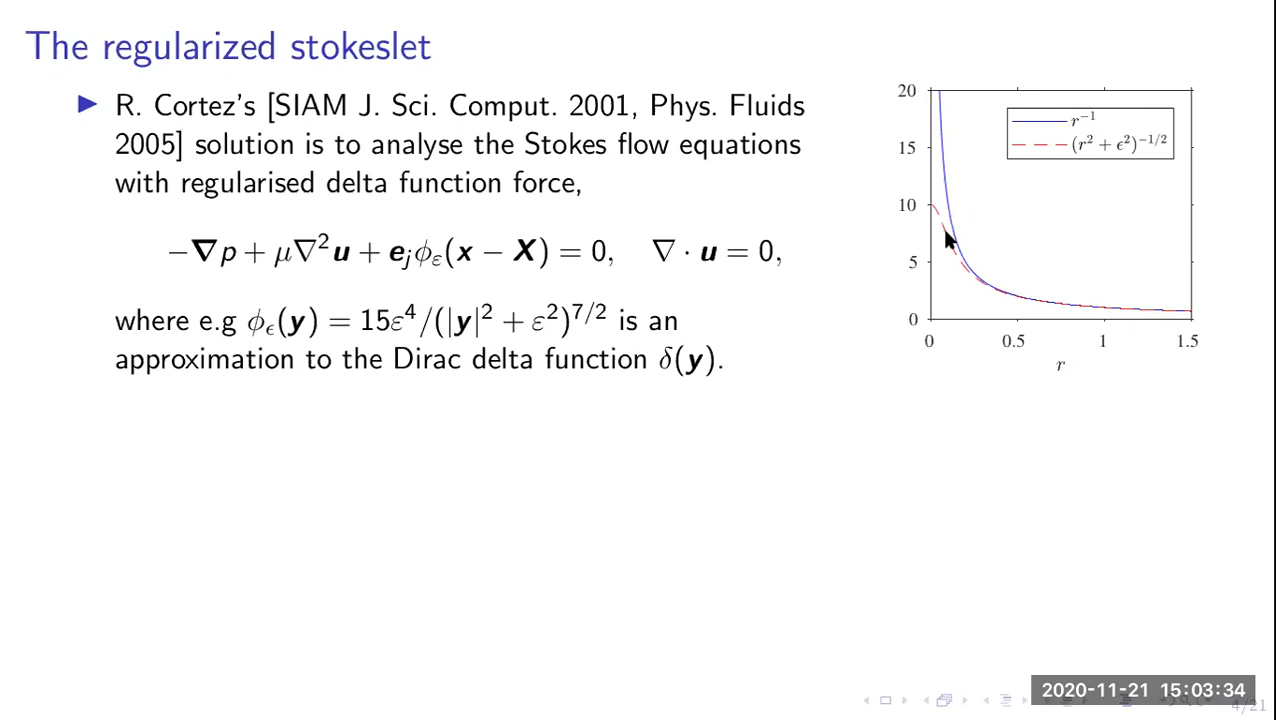 The regularized stokeslet
▶ R. Cortez's [SIAM J. Sci. Comput. 2001, Phys. Fluids
2005] solution is to analyse the Stokes flow equations
with regularised delta function force,
−∇p + μ∇²u + e_jϕ_ε(x − X) = 0, ∇ · u = 0,
where e.g ϕ_ϵ(y) = 15ε⁴/(|y|² + ε²)^{7/2} is an
approximation to the Dirac delta function δ(y).
20
15
10
5
0
r⁻¹
(r² + ϵ²)^{−1/2}
0 0.5 1 1.5
r
2020-11-21 15:03:34
4/21